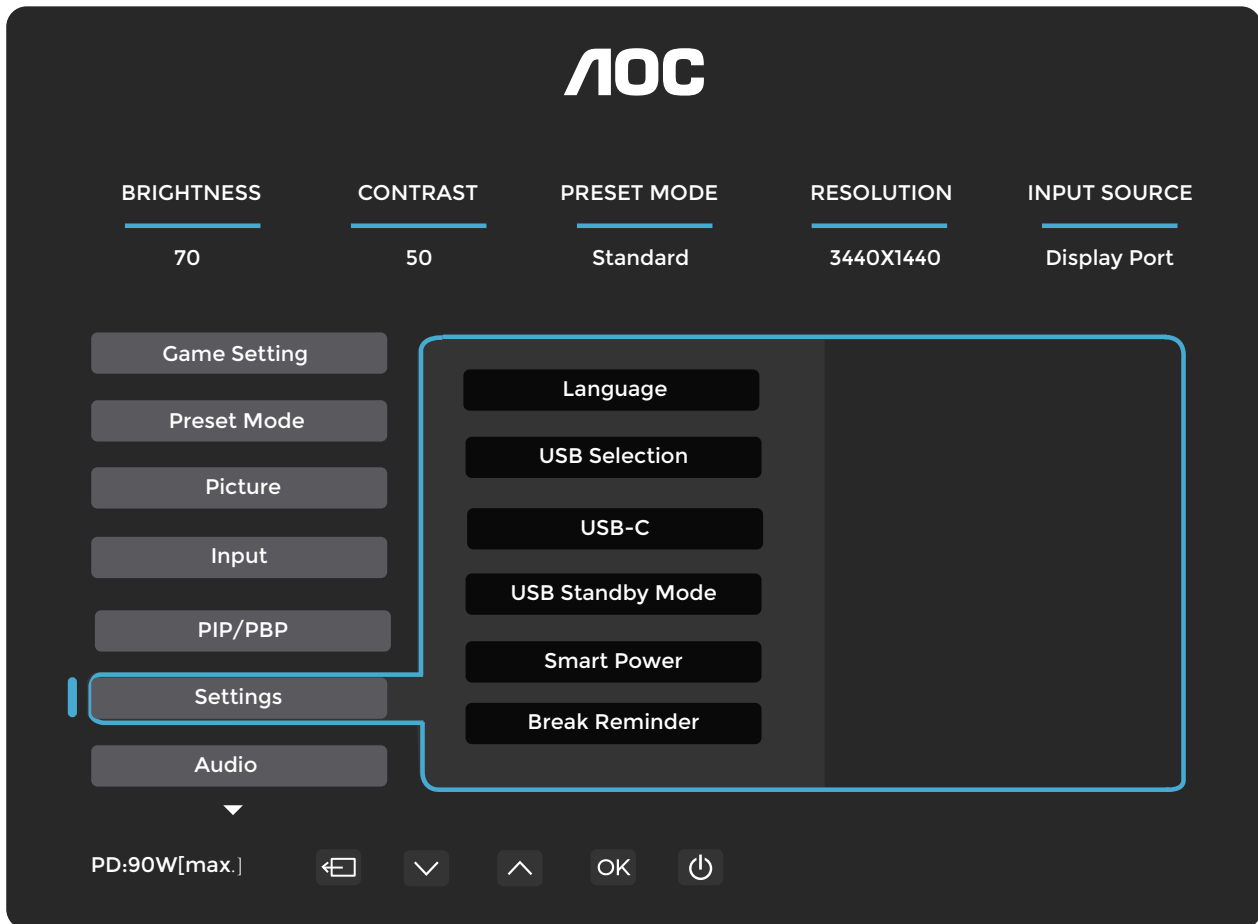 AOC
BRIGHTNESS CONTRAST PRESET MODE RESOLUTION INPUT SOURCE
70 50 Standard 3440X1440 Display Port
Game Setting
Preset Mode
Picture
Input
PIP/PBP
Settings
Audio
Language
USB Selection
USB-C
USB Standby Mode
Smart Power
Break Reminder
PD:90W[max.]
OK